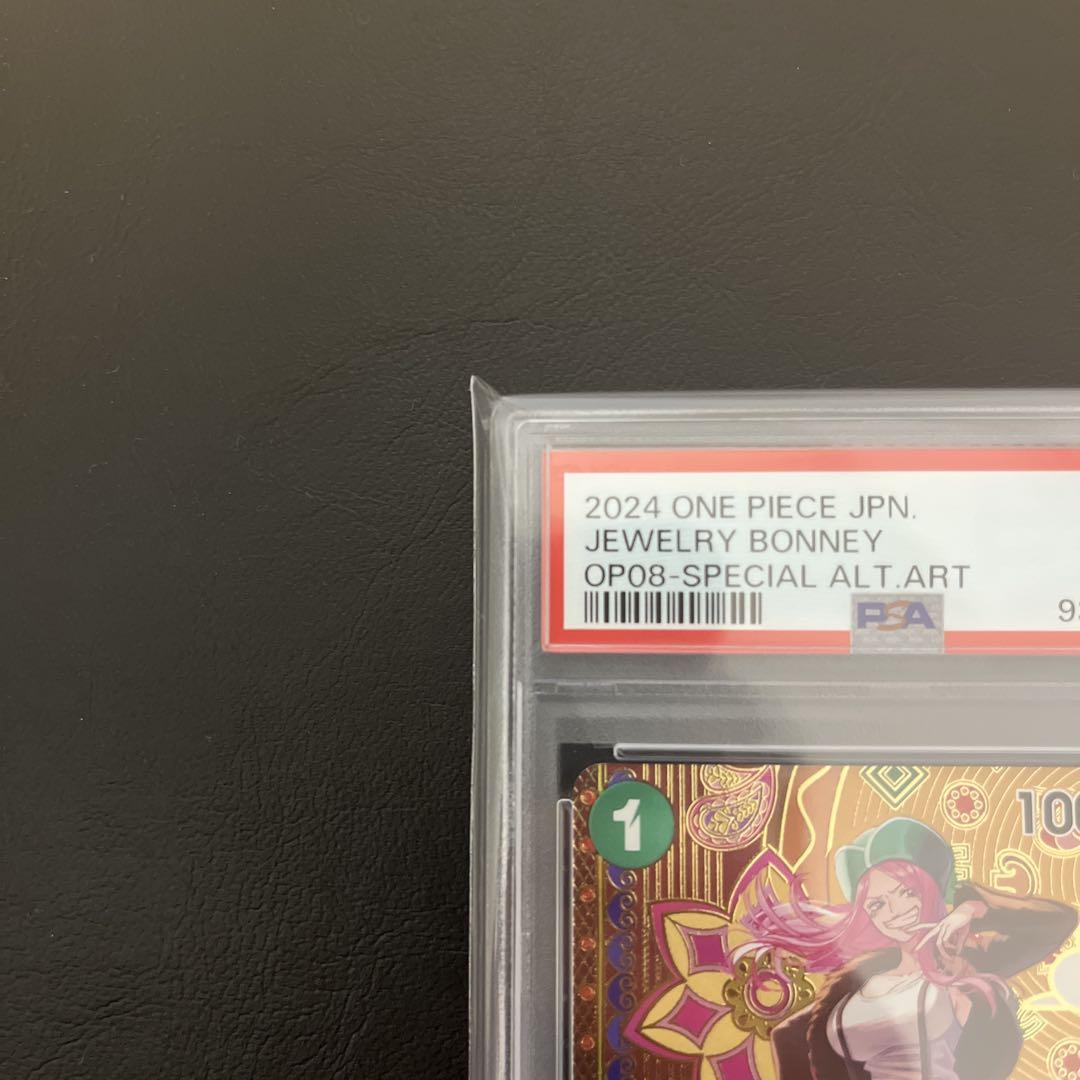 2024 ONE PIECE JPN.
JEWELRY BONNEY
OP08-SPECIAL ALT.ART
PSA
1